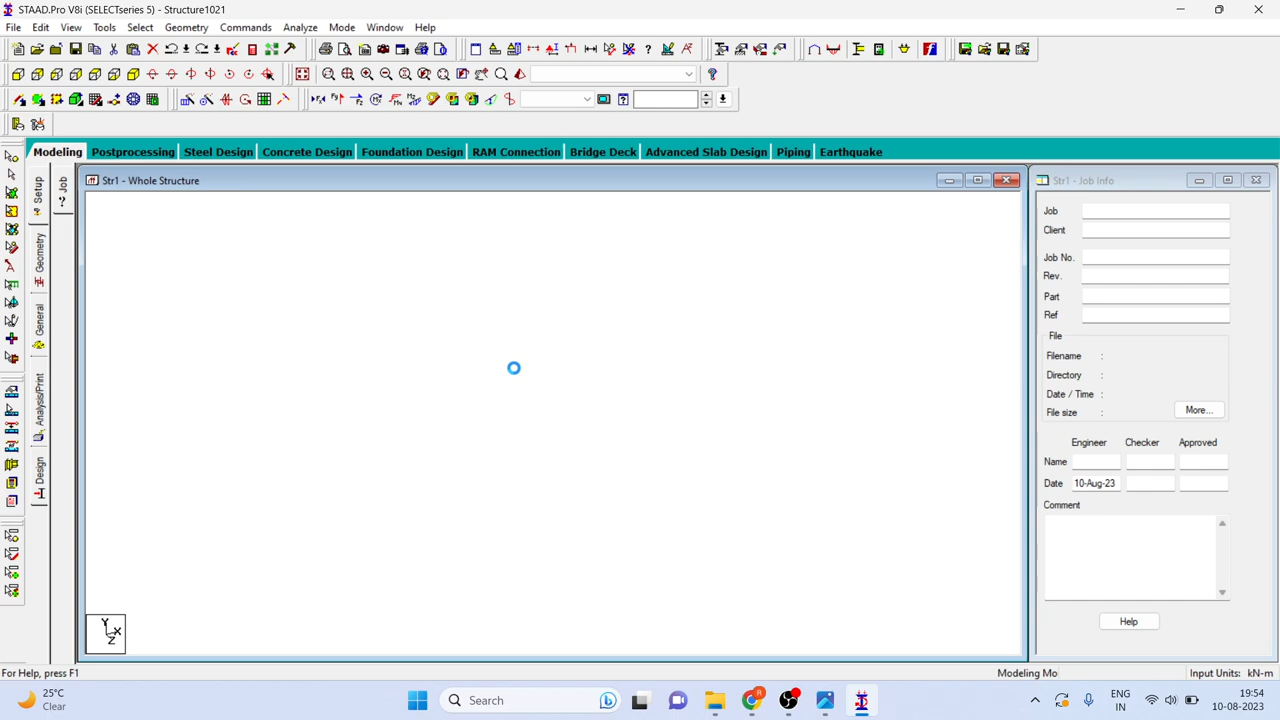 STAAD.Pro V8i (SELECTseries 5) - Structure1021
File Edit View Tools Select Geometry Commands Analyze Mode Window Help
Modeling Postprocessing Steel Design Concrete Design Foundation Design RAM Connection Bridge Deck Advanced Slab Design Piping Earthquake
Setup
Geometry
General
Analysis/Print
Design
Job
Str1 - Whole Structure
Y
X
Z
Str1 - Job Info
Job
Client
Job No.
Rev.
Part
Ref
File
Filename :
Directory :
Date / Time :
File size : More...
Engineer Checker Approved
Name
Date 10-Aug-23
Comment
Help
For Help, press F1 Modeling Mo Input Units: kN-m
25°C
Clear
Search
ENG
IN
19:54
10-08-2023